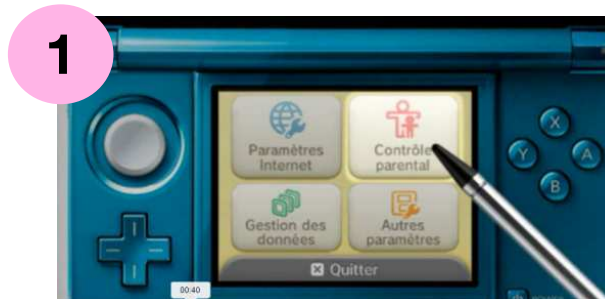 1
Paramètres
Internet
Contrôle
parental
Gestion des
données
Autres
paramètres
X Quitter
X
Y
A
B
00:40